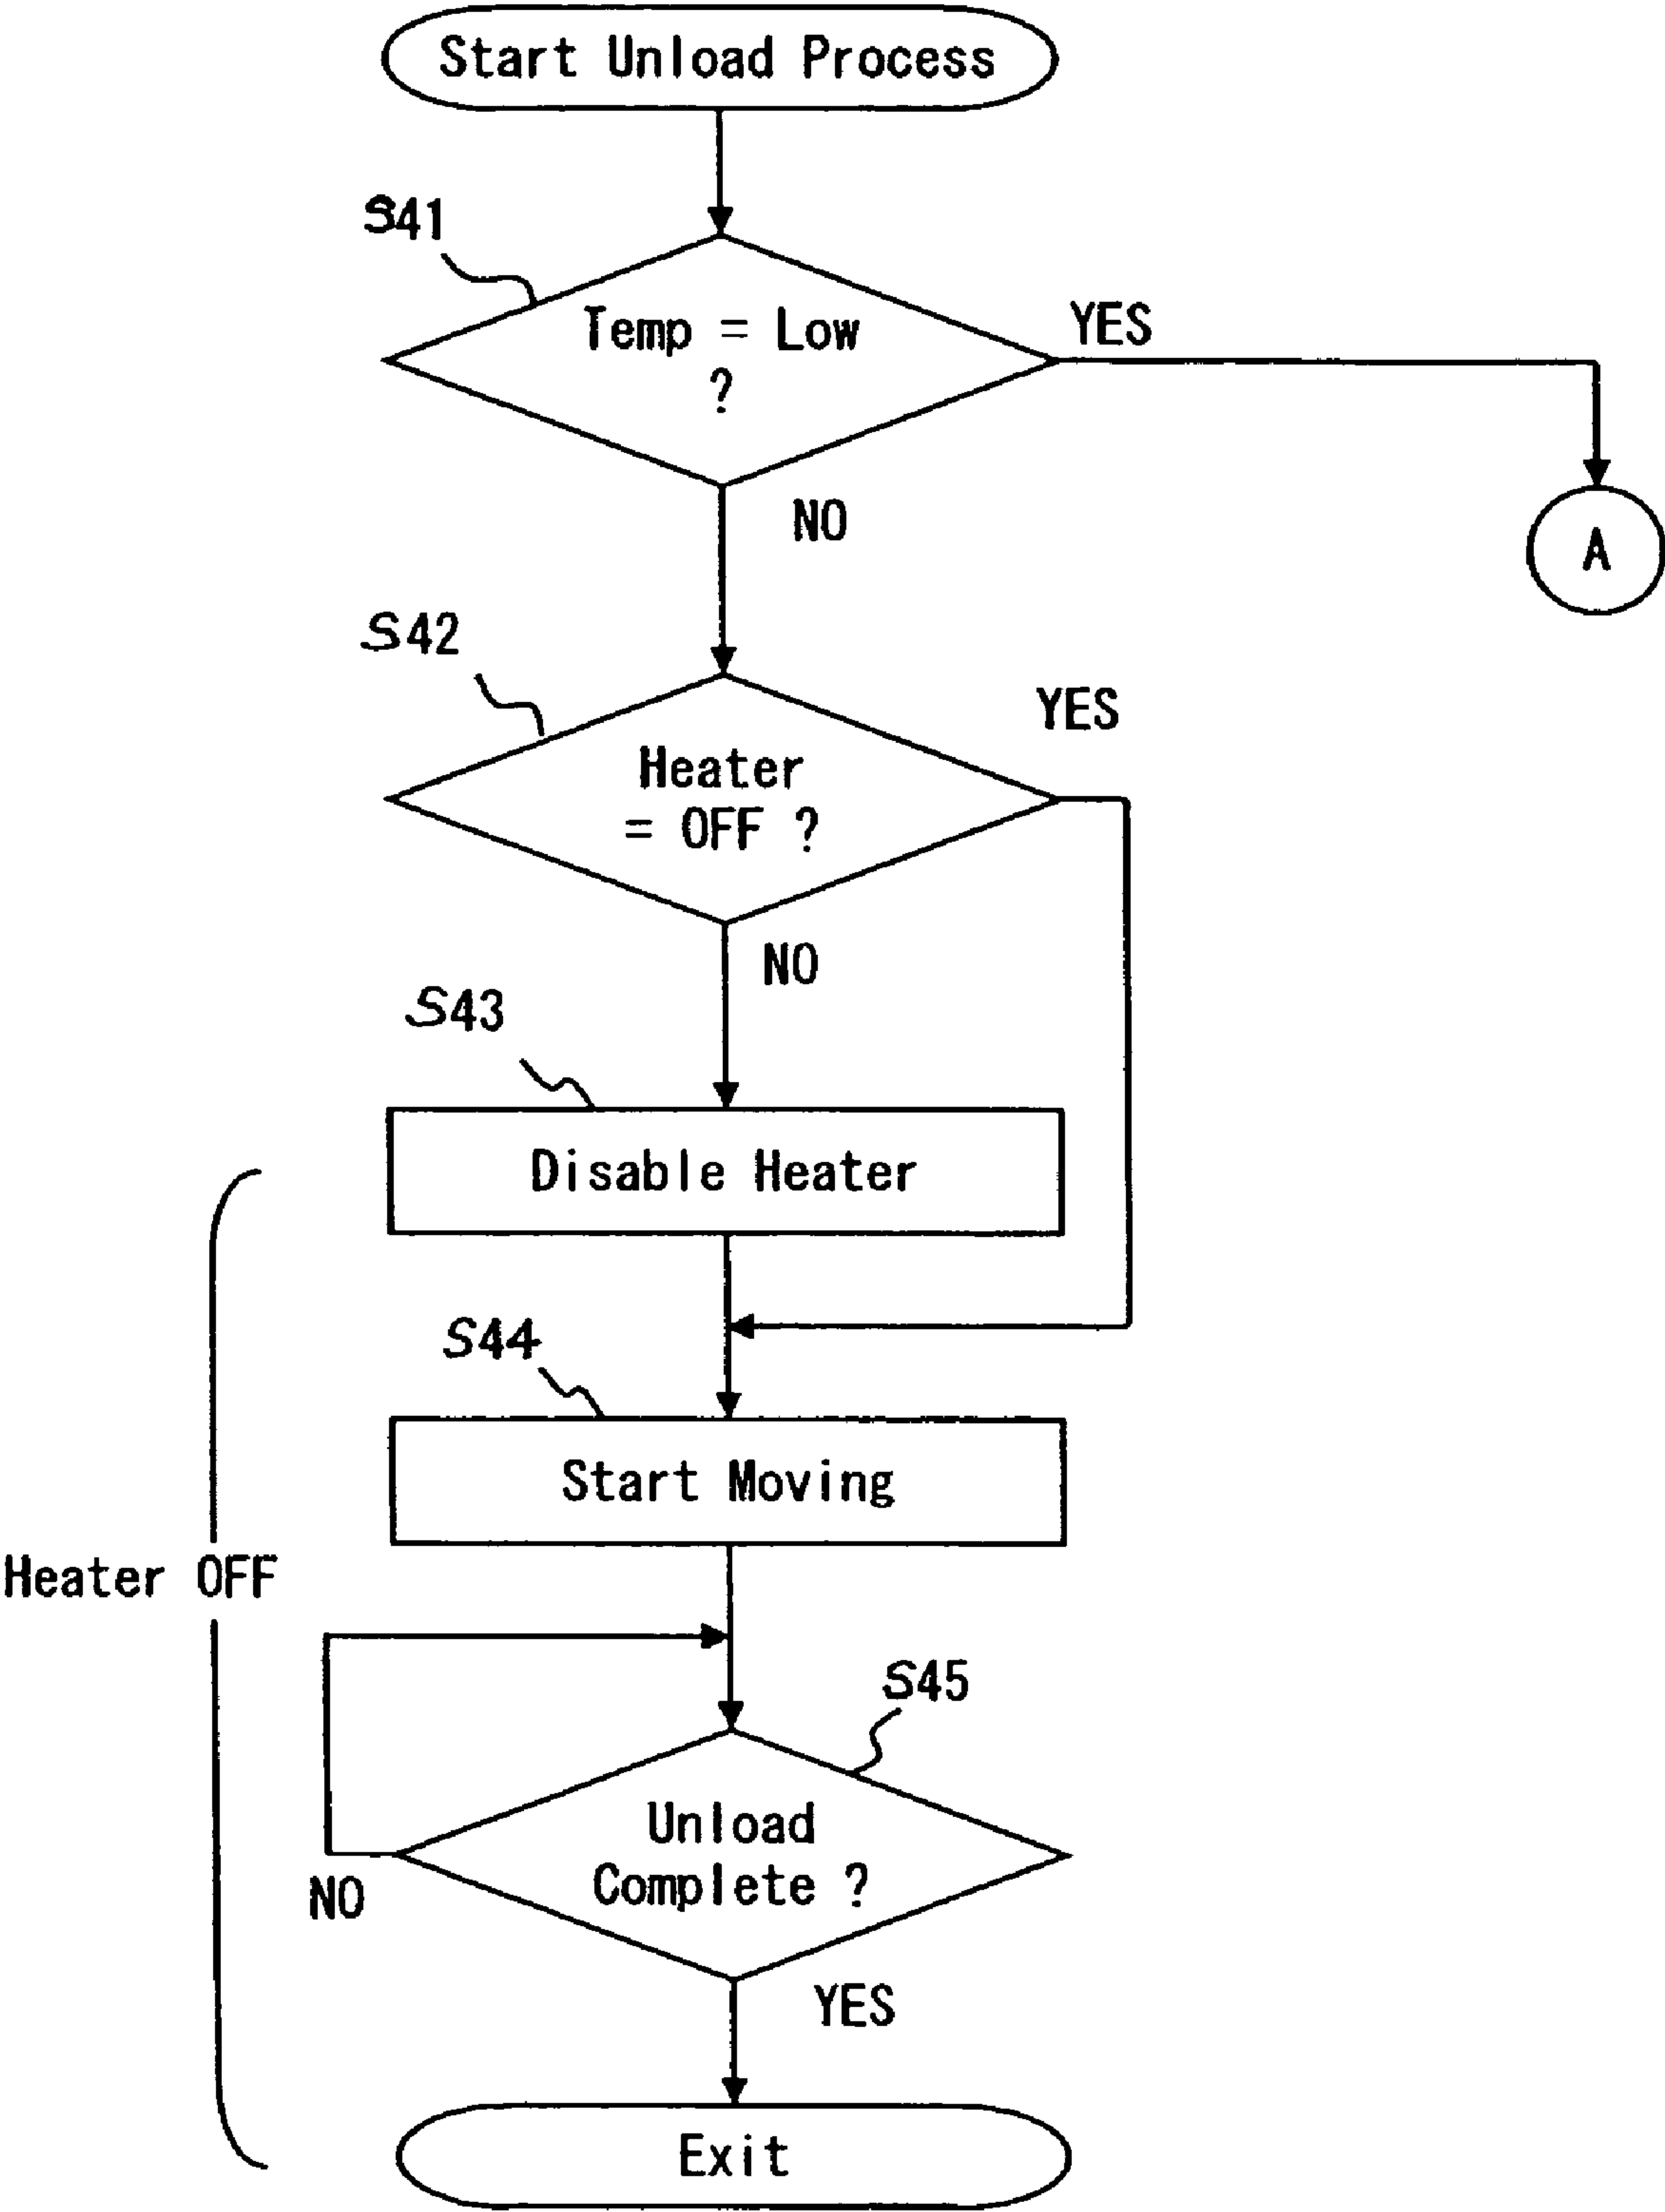 Start Unload Process
S41
Temp = Low
?
YES
NO
A
S42
YES
Heater
= OFF ?
NO
S43
Disable Heater
S44
Start Moving
Heater OFF
S45
Unload
Complete ?
NO
YES
Exit